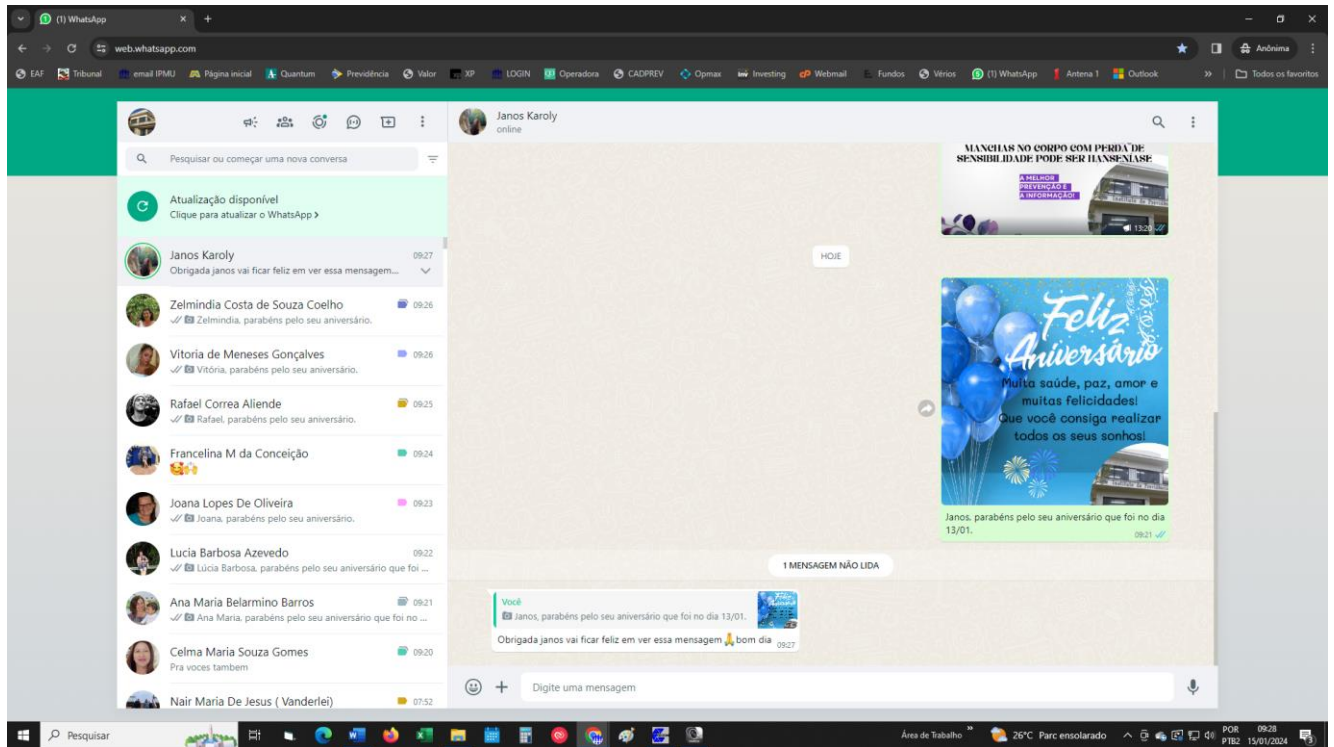 (1) WhatsApp
web.whatsapp.com
Anônima
EAF Tribunal email IPMU Página inicial Quantum Previdência Valor XP LOGIN Operadora CADPREV Opmax Investing Webmail Fundos Vérios (1) WhatsApp Antena 1 Outlook » Todos os favoritos
Janos Karoly
online
Pesquisar ou começar uma nova conversa
Atualização disponível
Clique para atualizar o WhatsApp
Janos Karoly 09:27
Obrigada janos vai ficar feliz em ver essa mensagem...
Zelmindia Costa de Souza Coelho 09:26
Zelmindia, parabéns pelo seu aniversário.
Vitoria de Meneses Gonçalves 09:26
Vitória, parabéns pelo seu aniversário.
Rafael Correa Aliende 09:25
Rafael, parabéns pelo seu aniversário.
Francelina M da Conceição 09:24
🥰🙌
Joana Lopes De Oliveira 09:23
Joana, parabéns pelo seu aniversário.
Lucia Barbosa Azevedo 09:22
Lúcia Barbosa, parabéns pelo seu aniversário que foi ...
Ana Maria Belarmino Barros 09:21
Ana Maria, parabéns pelo seu aniversário que foi no ...
Celma Maria Souza Gomes 09:20
Pra voces tambem
Nair Maria De Jesus ( Vanderlei) 07:52
MANCHAS NO CORPO COM PERDA DE
SENSIBILIDADE PODE SER HANSENÍASE
A MELHOR
PREVENÇÃO E
A INFORMAÇÃO!
13:20
HOJE
Feliz
Aniversário
Muita saúde, paz, amor e
muitas felicidades!
Que você consiga realizar
todos os seus sonhos!
Janos, parabéns pelo seu aniversário que foi no dia
13/01.
09:21
1 MENSAGEM NÃO LIDA
Você
Janos, parabéns pelo seu aniversário que foi no dia 13/01.
Obrigada janos vai ficar feliz em ver essa mensagem 🙏 bom dia 09:27
Digite uma mensagem
Pesquisar
Área de Trabalho » 26°C Parc ensolarado
POR 09:28
PTB2 15/01/2024